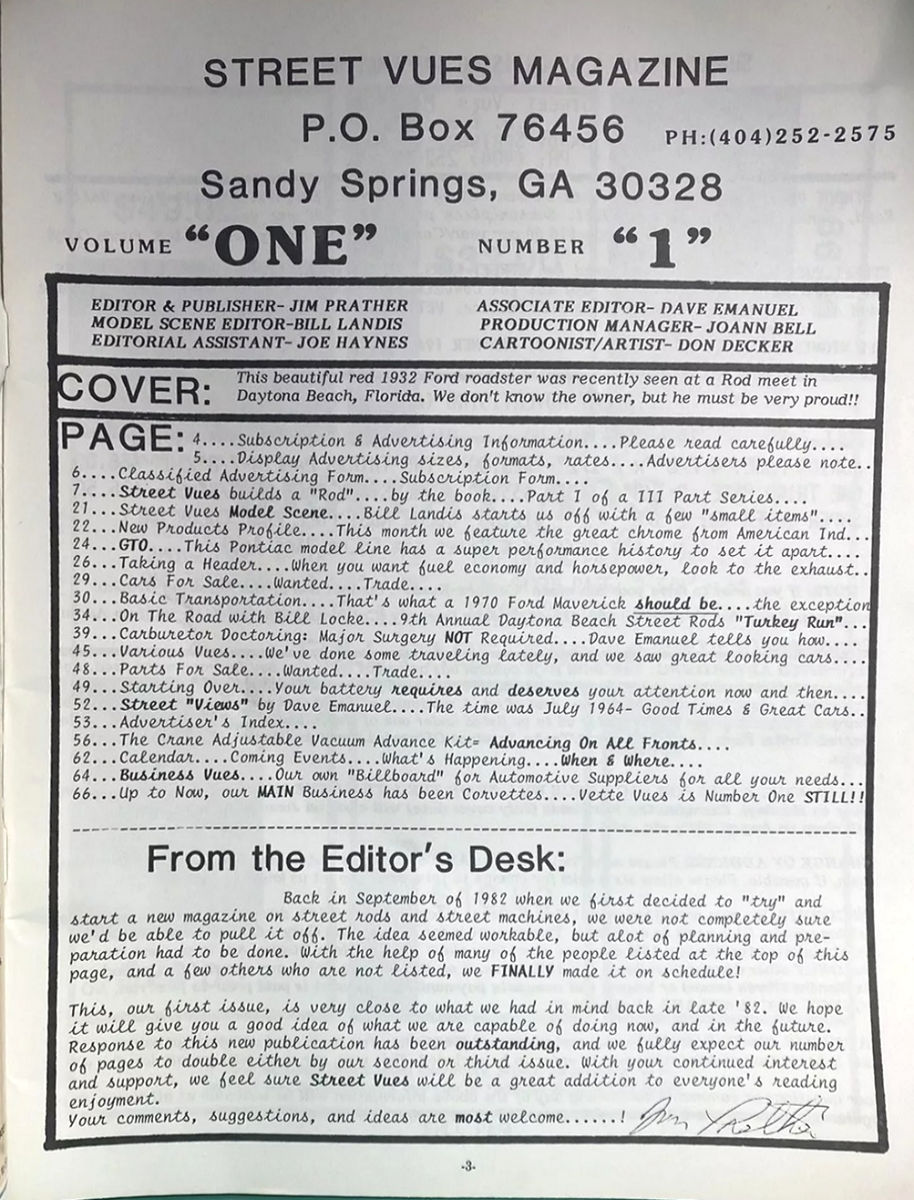 STREET VUES MAGAZINE
P.O. Box 76456 PH:(404)252-2575
Sandy Springs, GA 30328
VOLUME "ONE" NUMBER "1"
EDITOR & PUBLISHER- JIM PRATHER ASSOCIATE EDITOR- DAVE EMANUEL
MODEL SCENE EDITOR-BILL LANDIS PRODUCTION MANAGER- JOANN BELL
EDITORIAL ASSISTANT- JOE HAYNES CARTOONIST/ARTIST- DON DECKER
COVER: This beautiful red 1932 Ford roadster was recently seen at a Rod meet in
Daytona Beach, Florida. We don't know the owner, but he must be very proud!!
PAGE: 4....Subscription & Advertising Information....Please read carefully....
5....Display Advertising sizes, formats, rates....Advertisers please note..
6....Classified Advertising Form....Subscription Form....
7....Street Vues builds a "Rod"....by the book....Part I of a III Part Series....
21...Street Vues Model Scene....Bill Landis starts us off with a few "small items"....
22...New Products Profile....This month we feature the great chrome from American Ind...
24...GTO....This Pontiac model line has a super performance history to set it apart....
26...Taking a Header....When you want fuel economy and horsepower, look to the exhaust..
29...Cars For Sale....Wanted....Trade....
30...Basic Transportation....That's what a 1970 Ford Maverick should be....the exception
34...On The Road with Bill Locke....9th Annual Daytona Beach Street Rods "Turkey Run"...
39...Carburetor Doctoring: Major Surgery NOT Required....Dave Emanuel tells you how....
45...Various Vues....We've done some traveling lately, and we saw great looking cars....
48...Parts For Sale....Wanted....Trade....
49...Starting Over....Your battery requires and deserves your attention now and then....
52...Street "Views" by Dave Emanuel....The time was July 1964- Good Times & Great Cars..
53...Advertiser's Index....
56...The Crane Adjustable Vacuum Advance Kit= Advancing On All Fronts....
62...Calendar....Coming Events....What's Happening....When & Where....
64...Business Vues....Our own "Billboard" for Automotive Suppliers for all your needs....
66...Up to Now, our MAIN Business has been Corvettes....Vette Vues is Number One STILL!!
From the Editor's Desk:
Back in September of 1982 when we first decided to "try" and
start a new magazine on street rods and street machines, we were not completely sure
we'd be able to pull it off. The idea seemed workable, but alot of planning and pre-
paration had to be done. With the help of many of the people listed at the top of this
page, and a few others who are not listed, we FINALLY made it on schedule!
This, our first issue, is very close to what we had in mind back in late '82. We hope
it will give you a good idea of what we are capable of doing now, and in the future.
Response to this new publication has been outstanding, and we fully expect our number
of pages to double either by our second or third issue. With your continued interest
and support, we feel sure Street Vues will be a great addition to everyone's reading
enjoyment.
Your comments, suggestions, and ideas are most welcome......! Jim Prather
-3-